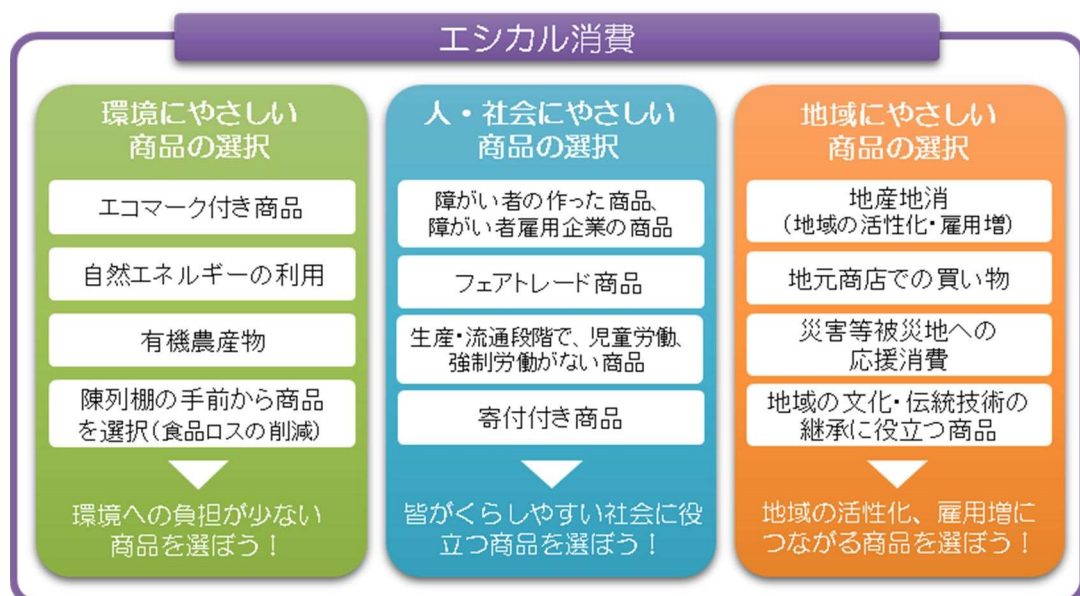 エシカル消費
環境にやさしい
商品の選択
エコマーク付き商品
自然エネルギーの利用
有機農産物
陳列棚の手前から商品
を選択(食品ロスの削減)
環境への負担が少ない
商品を選ぼう!
人・社会にやさしい
商品の選択
障がい者の作った商品、
障がい者雇用企業の商品
フェアトレード商品
生産・流通段階で、児童労働、
強制労働がない商品
寄付付き商品
皆がくらしやすい社会に役
立つ商品を選ぼう!
地域にやさしい
商品の選択
地産地消
(地域の活性化・雇用増)
地元商店での買い物
災害等被災地への
応援消費
地域の文化・伝統技術の
継承に役立つ商品
地域の活性化、雇用増に
つながる商品を選ぼう!